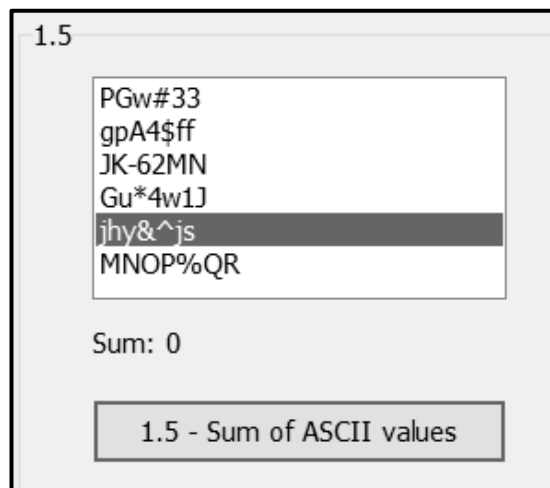 1.5
PGw#33
gpA4$ff
JK-62MN
Gu*4w1J
jhy&^js
MNOP%QR
Sum: 0
1.5 - Sum of ASCII values